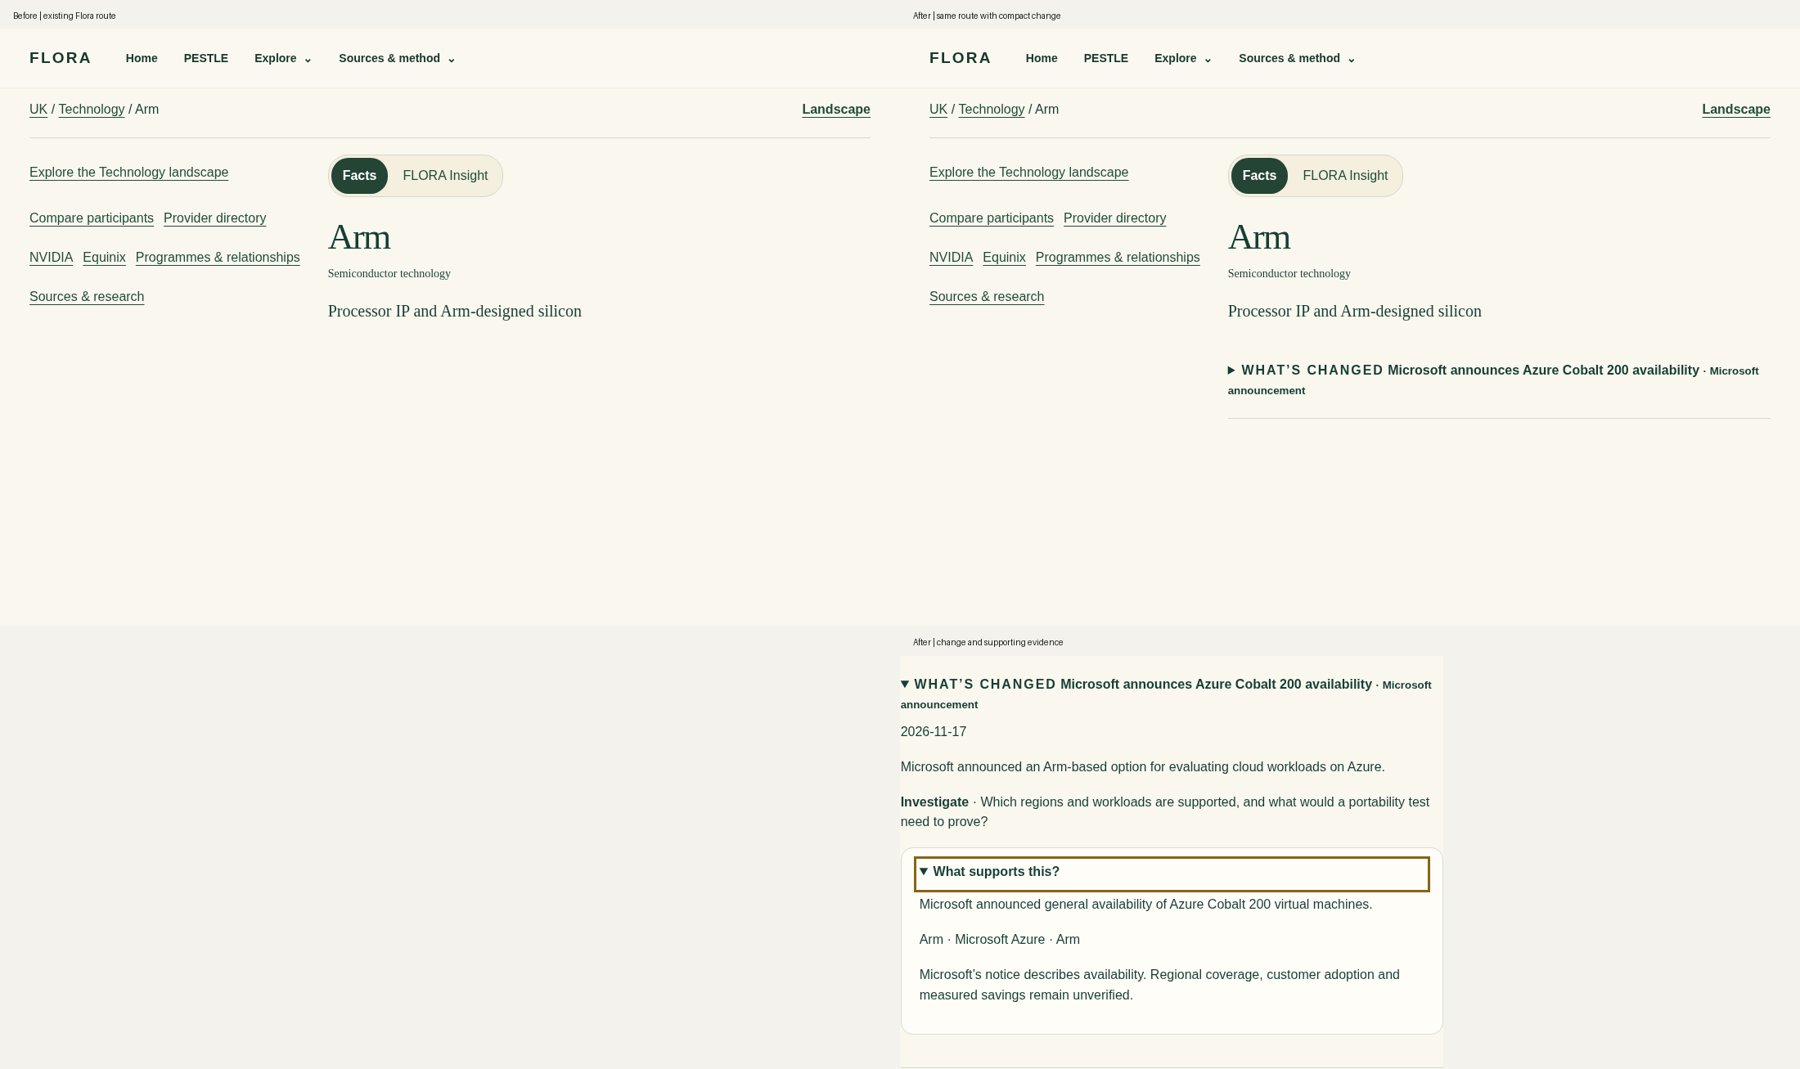 Before | existing Flora route
FLORA Home PESTLE Explore Sources & method
UK / Technology / Arm Landscape
Explore the Technology landscape
Compare participants Provider directory
NVIDIA Equinix Programmes & relationships
Sources & research
Facts FLORA Insight
Arm
Semiconductor technology
Processor IP and Arm-designed silicon
After | same route with compact change
FLORA Home PESTLE Explore Sources & method
UK / Technology / Arm Landscape
Explore the Technology landscape
Compare participants Provider directory
NVIDIA Equinix Programmes & relationships
Sources & research
Facts FLORA Insight
Arm
Semiconductor technology
Processor IP and Arm-designed silicon
WHAT’S CHANGED Microsoft announces Azure Cobalt 200 availability · Microsoft
announcement
After | change and supporting evidence
WHAT’S CHANGED Microsoft announces Azure Cobalt 200 availability · Microsoft
announcement
2026-11-17
Microsoft announced an Arm-based option for evaluating cloud workloads on Azure.
Investigate · Which regions and workloads are supported, and what would a portability test
need to prove?
What supports this?
Microsoft announced general availability of Azure Cobalt 200 virtual machines.
Arm · Microsoft Azure · Arm
Microsoft’s notice describes availability. Regional coverage, customer adoption and
measured savings remain unverified.